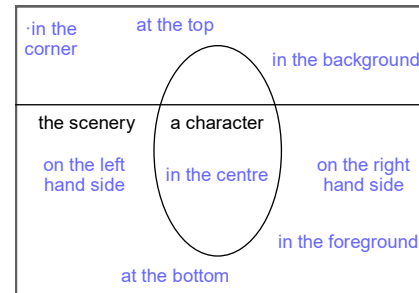 ·in the
corner
at the top
in the background
the scenery
a character
on the left
hand side
in the centre
on the right
hand side
in the foreground
at the bottom